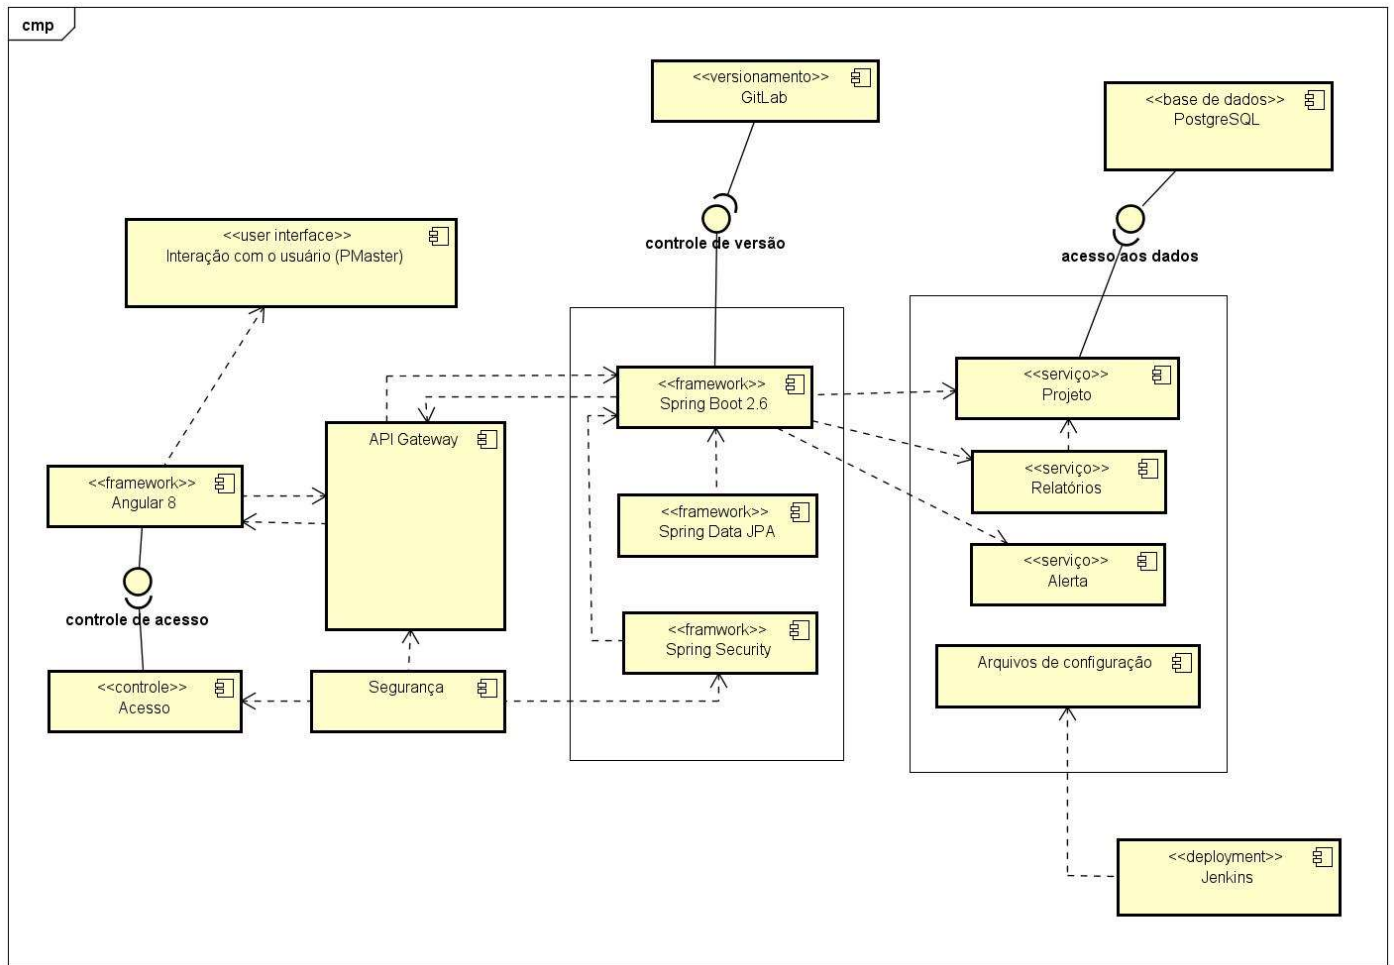 cmp
<<versionamento>>
GitLab
<<base de dados>>
PostgreSQL
<<user interface>>
Interação com o usuário (PMaster)
controle de versão
acesso aos dados
<<framework>>
Spring Boot 2.6
<<serviço>>
Projeto
API Gateway
<<framework>>
Angular 8
<<serviço>>
Relatórios
<<framework>>
Spring Data JPA
<<serviço>>
Alerta
controle de acesso
<<framwork>>
Spring Security
Arquivos de configuração
<<controle>>
Acesso
Segurança
<<deployment>>
Jenkins